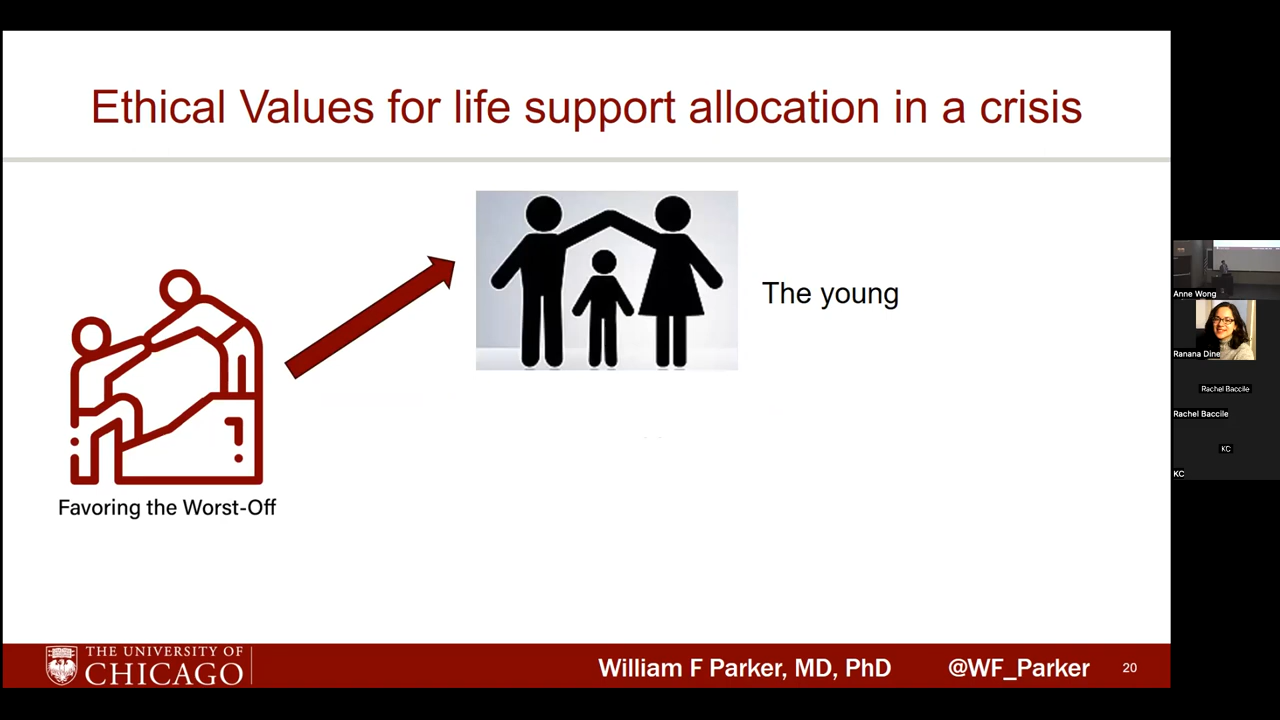 Ethical Values for life support allocation in a crisis
The young
Favoring the Worst-Off
THE UNIVERSITY OF
CHICAGO
William F Parker, MD, PhD
@WF_Parker
20
Anne Wong
Ranana Dine
Rachel Baccile
Rachel Baccile
KC
KC